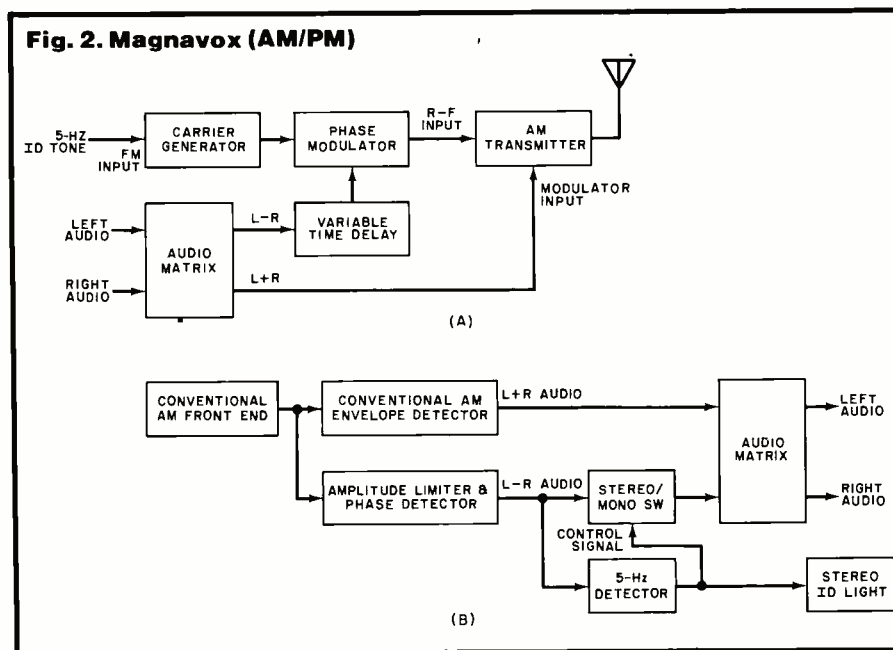 Fig. 2. Magnavox (AM/PM)
5-HZ
ID TONE
FM
INPUT
CARRIER
GENERATOR
PHASE
MODULATOR
R-F
INPUT
AM
TRANSMITTER
MODULATOR
INPUT
LEFT
AUDIO
RIGHT
AUDIO
AUDIO
MATRIX
L-R
L+R
VARIABLE
TIME DELAY
(A)
CONVENTIONAL
AM FRONT END
CONVENTIONAL AM
ENVELOPE DETECTOR
L+R AUDIO
AMPLITUDE LIMITER &
PHASE DETECTOR
L-R AUDIO
STEREO/
MONO SW
CONTROL
SIGNAL
5-Hz
DETECTOR
AUDIO
MATRIX
LEFT
AUDIO
RIGHT
AUDIO
STEREO
ID LIGHT
(B)